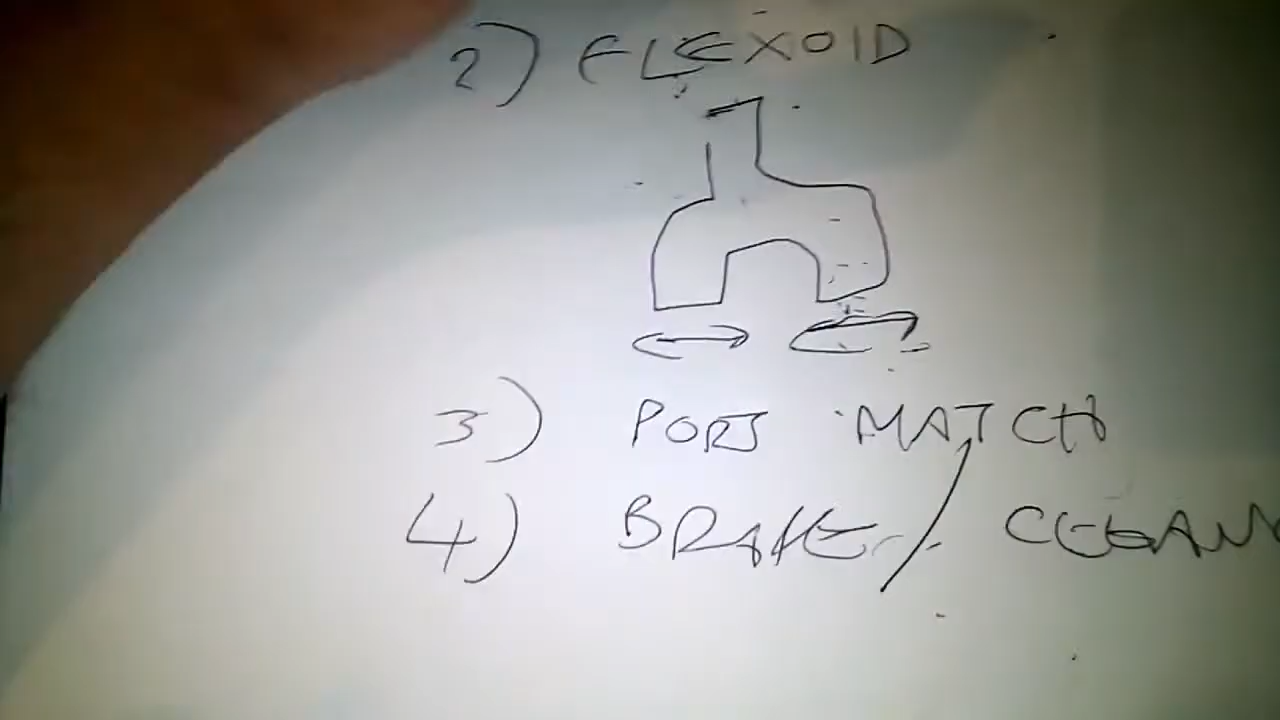 2) FLEXOID
3) PORT MATCH
4) BRAKE / CLEAN